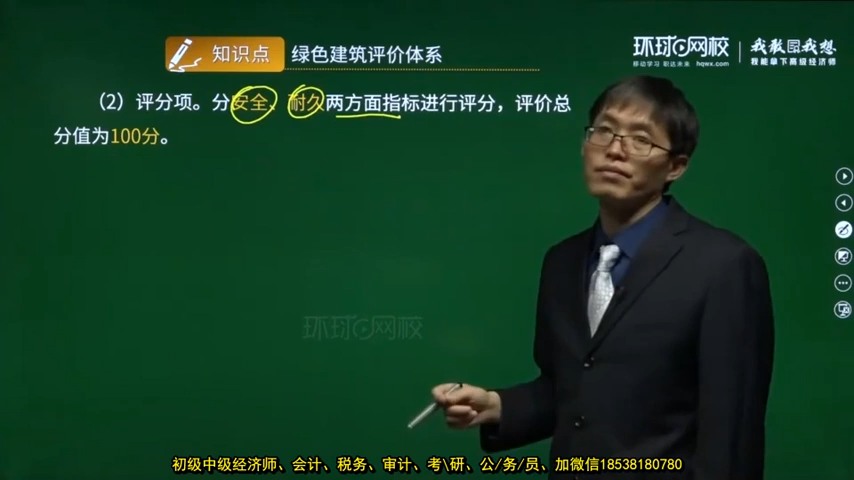 知识点 绿色建筑评价体系
环球网校 我教你我想
移动学习 职达未来 hqwx.com 我能拿下高级经济师
（2）评分项。分安全、耐久两方面指标进行评分，评价总
分值为100分。
环球网校
初级中级经济师、会计、税务、审计、考\研、公/务/员、加微信18538180780